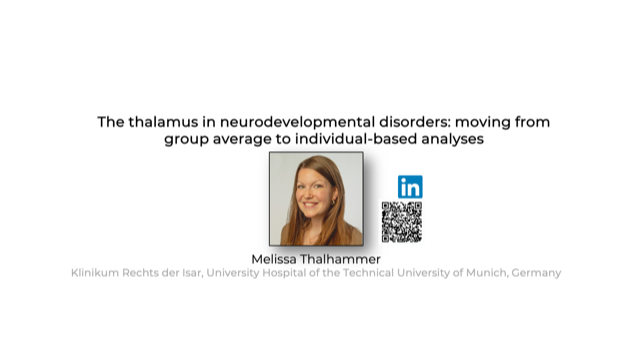 The thalamus in neurodevelopmental disorders: moving from
group average to individual-based analyses
in
Melissa Thalhammer
Klinikum Rechts der Isar, University Hospital of the Technical University of Munich, Germany